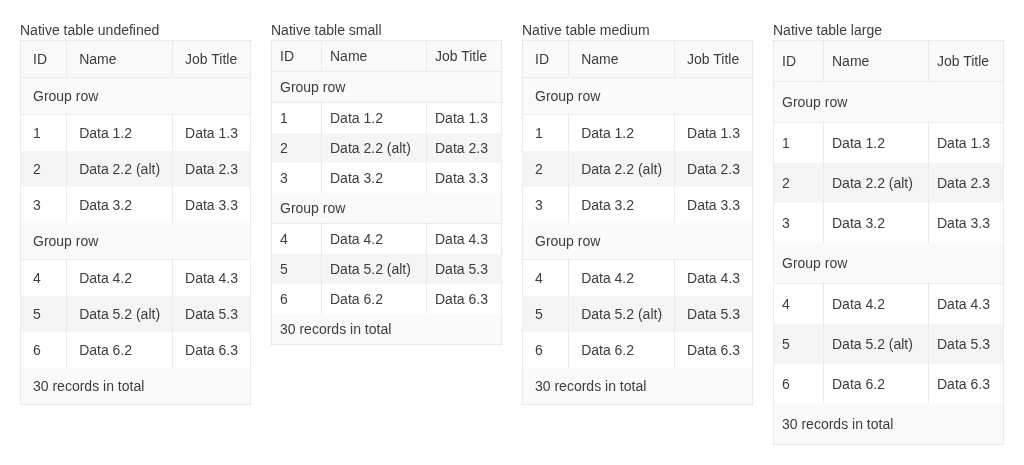 Native table undefined
ID Name Job Title
Group row
1 Data 1.2 Data 1.3
2 Data 2.2 (alt) Data 2.3
3 Data 3.2 Data 3.3
Group row
4 Data 4.2 Data 4.3
5 Data 5.2 (alt) Data 5.3
6 Data 6.2 Data 6.3
30 records in total
Native table small
ID Name Job Title
Group row
1 Data 1.2 Data 1.3
2 Data 2.2 (alt) Data 2.3
3 Data 3.2 Data 3.3
Group row
4 Data 4.2 Data 4.3
5 Data 5.2 (alt) Data 5.3
6 Data 6.2 Data 6.3
30 records in total
Native table medium
ID Name Job Title
Group row
1 Data 1.2 Data 1.3
2 Data 2.2 (alt) Data 2.3
3 Data 3.2 Data 3.3
Group row
4 Data 4.2 Data 4.3
5 Data 5.2 (alt) Data 5.3
6 Data 6.2 Data 6.3
30 records in total
Native table large
ID Name Job Title
Group row
1 Data 1.2 Data 1.3
2 Data 2.2 (alt) Data 2.3
3 Data 3.2 Data 3.3
Group row
4 Data 4.2 Data 4.3
5 Data 5.2 (alt) Data 5.3
6 Data 6.2 Data 6.3
30 records in total